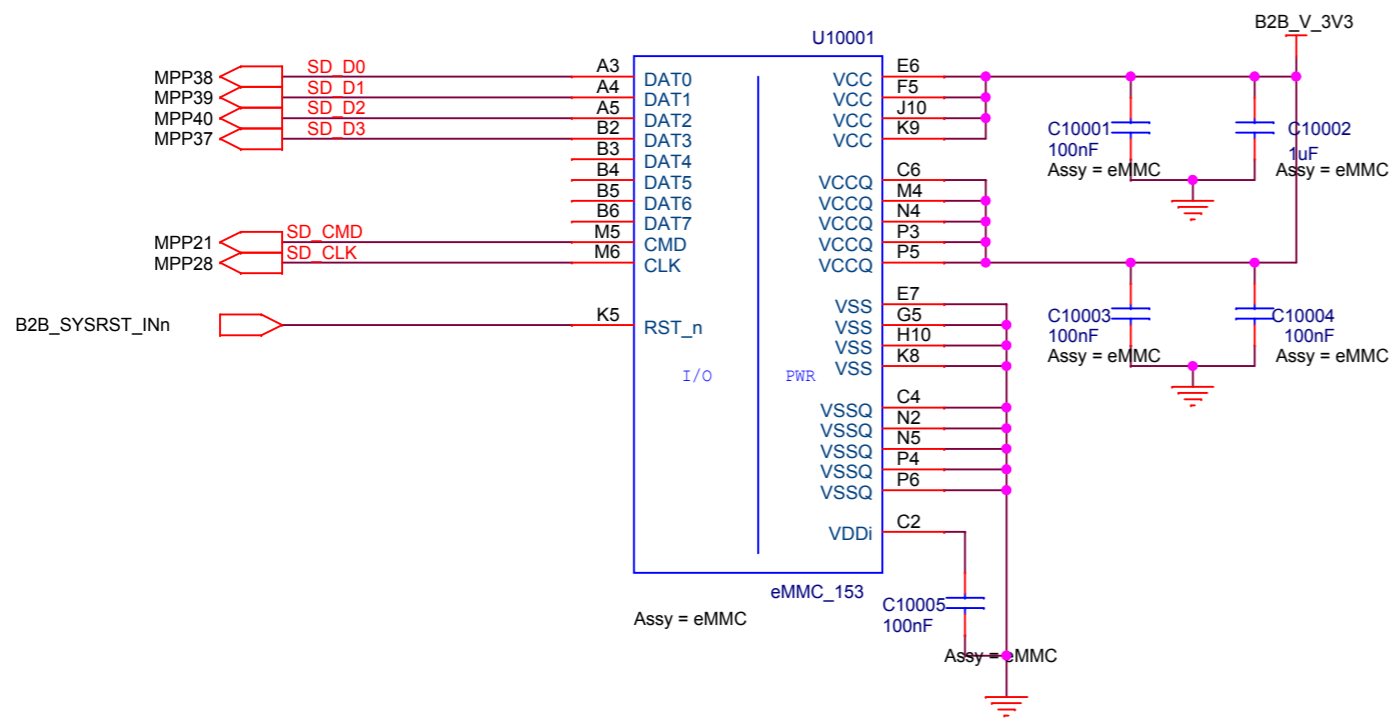 B2B_V_3V3
U10001
MPP38 SD_D0 A3 DAT0
MPP39 SD_D1 A4 DAT1
MPP40 SD_D2 A5 DAT2
MPP37 SD_D3 B2 DAT3
B3 DAT4
B4 DAT5
B5 DAT6
B6 DAT7
MPP21 SD_CMD M5 CMD
MPP28 SD_CLK M6 CLK
B2B_SYSRST_INn K5 RST_n
I/O PWR
VCC E6
VCC F5
VCC J10
VCC K9
VCCQ C6
VCCQ M4
VCCQ N4
VCCQ P3
VCCQ P5
VSS E7
VSS G5
VSS H10
VSS K8
VSSQ C4
VSSQ N2
VSSQ N5
VSSQ P4
VSSQ P6
VDDi C2
eMMC_153
Assy = eMMC
C10001
100nF
Assy = eMMC
C10002
1uF
Assy = eMMC
C10003
100nF
Assy = eMMC
C10004
100nF
Assy = eMMC
C10005
100nF
Assy = eMMC